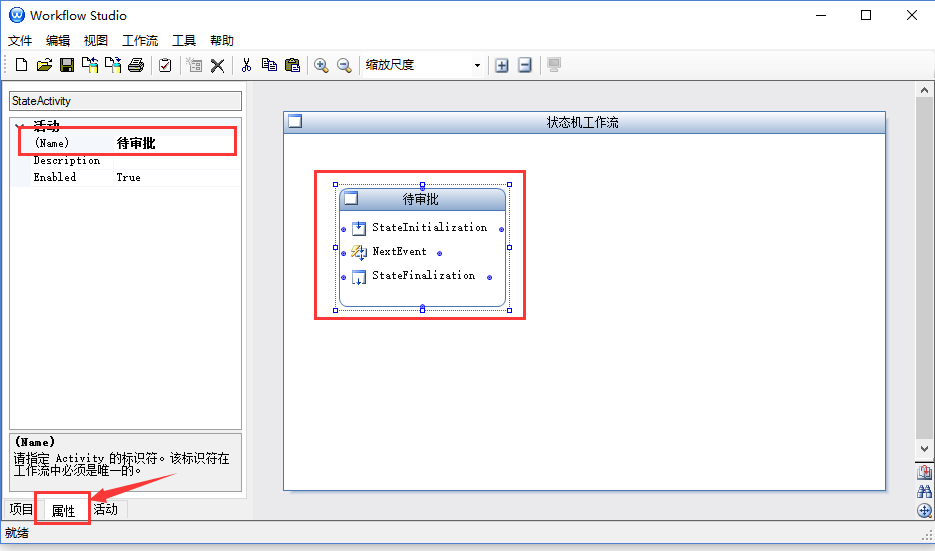 Workflow Studio
文件 编辑 视图 工作流 工具 帮助
缩放尺度
StateActivity
活动
(Name) 待审批
Description
Enabled True
(Name)
请指定 Activity 的标识符。该标识符在
工作流中必须是唯一的。
项目 属性 活动
就绪
状态机工作流
待审批
StateInitialization
NextEvent
StateFinalization